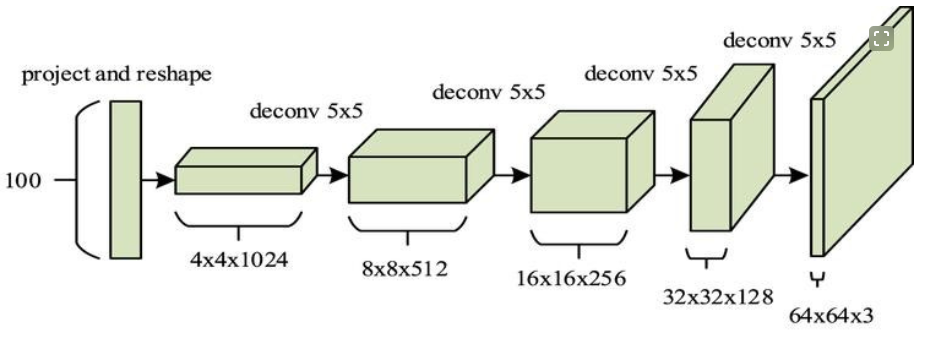 project and reshape
deconv 5x5
deconv 5x5
deconv 5x5
deconv 5x5
100
4x4x1024
8x8x512
16x16x256
32x32x128
64x64x3